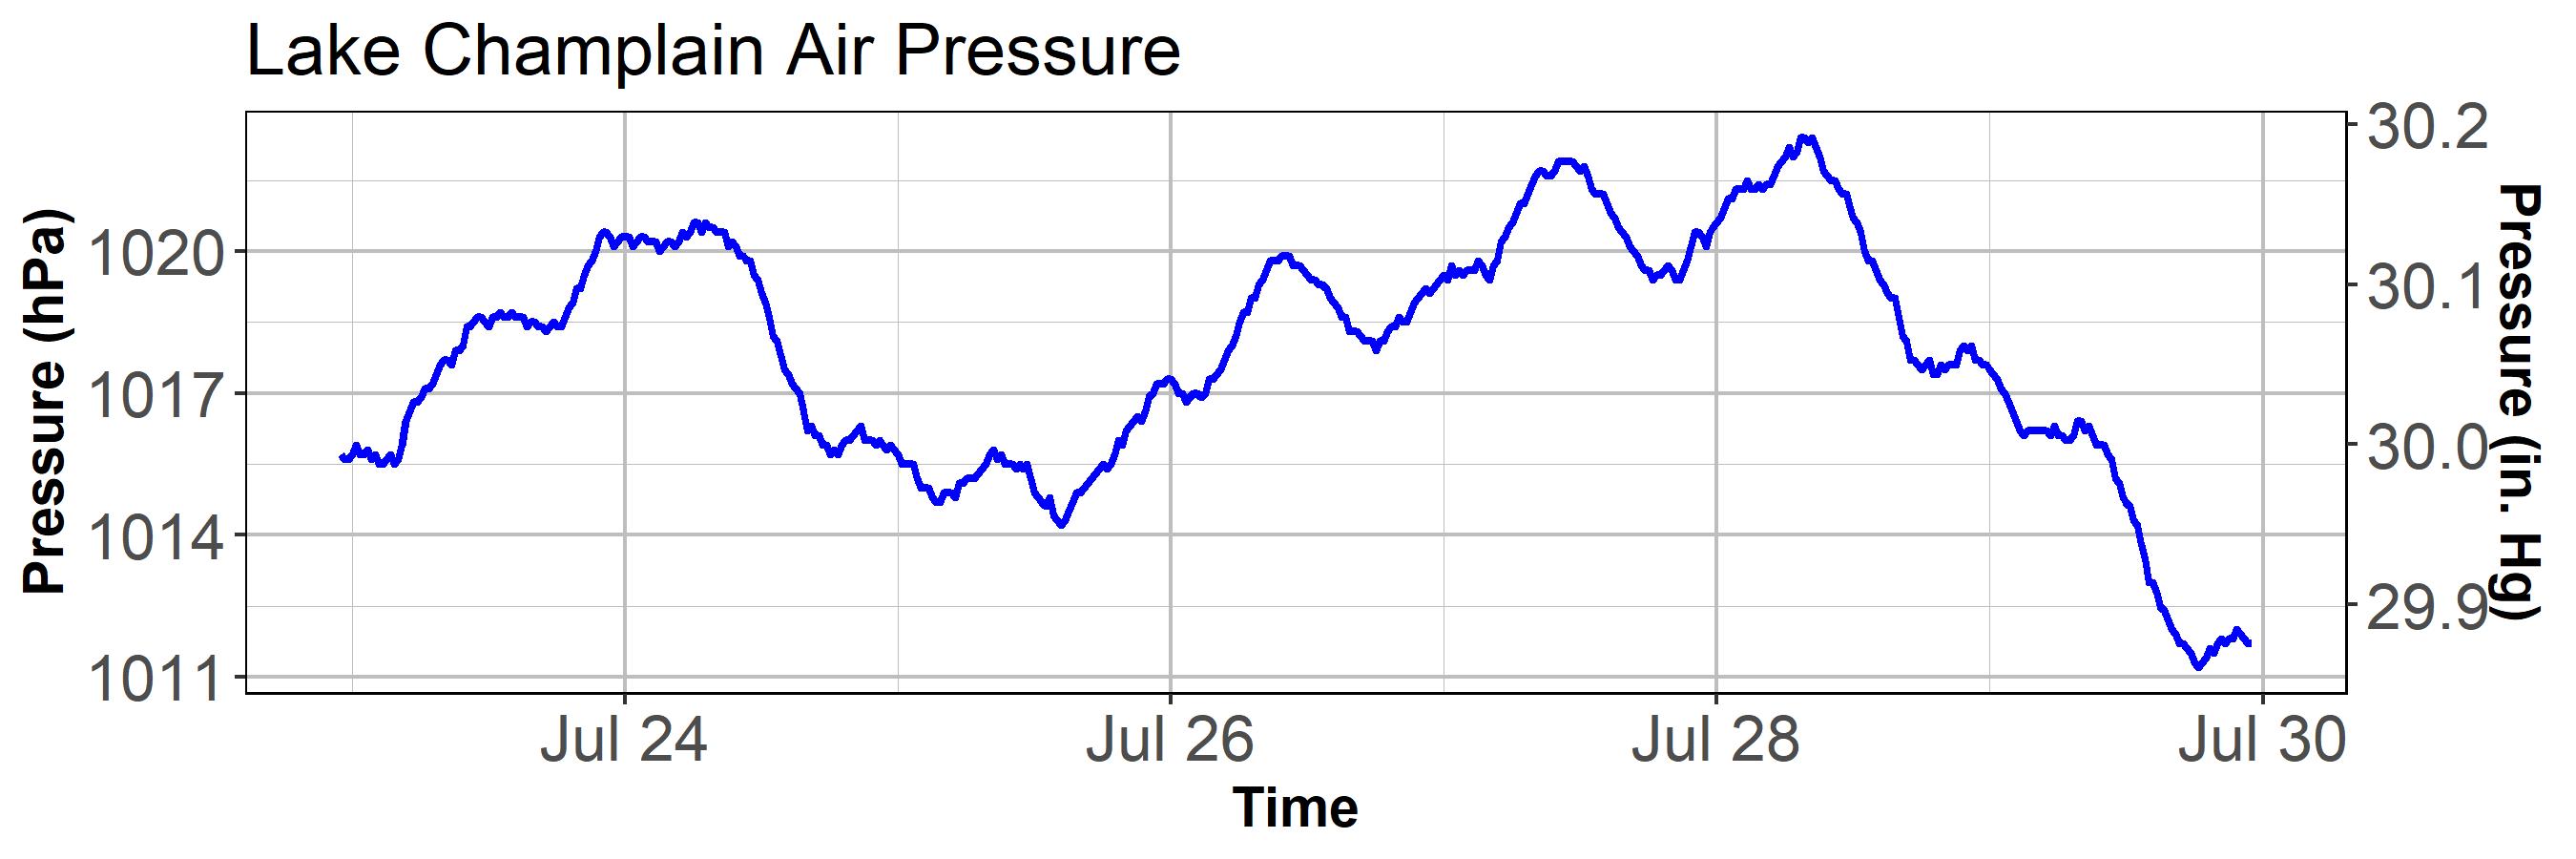 Lake Champlain Air Pressure
Pressure (hPa)
1020
1017
1014
1011
30.2
30.1
30.0
29.9
Pressure (in. Hg)
Jul 24
Jul 26
Jul 28
Jul 30
Time